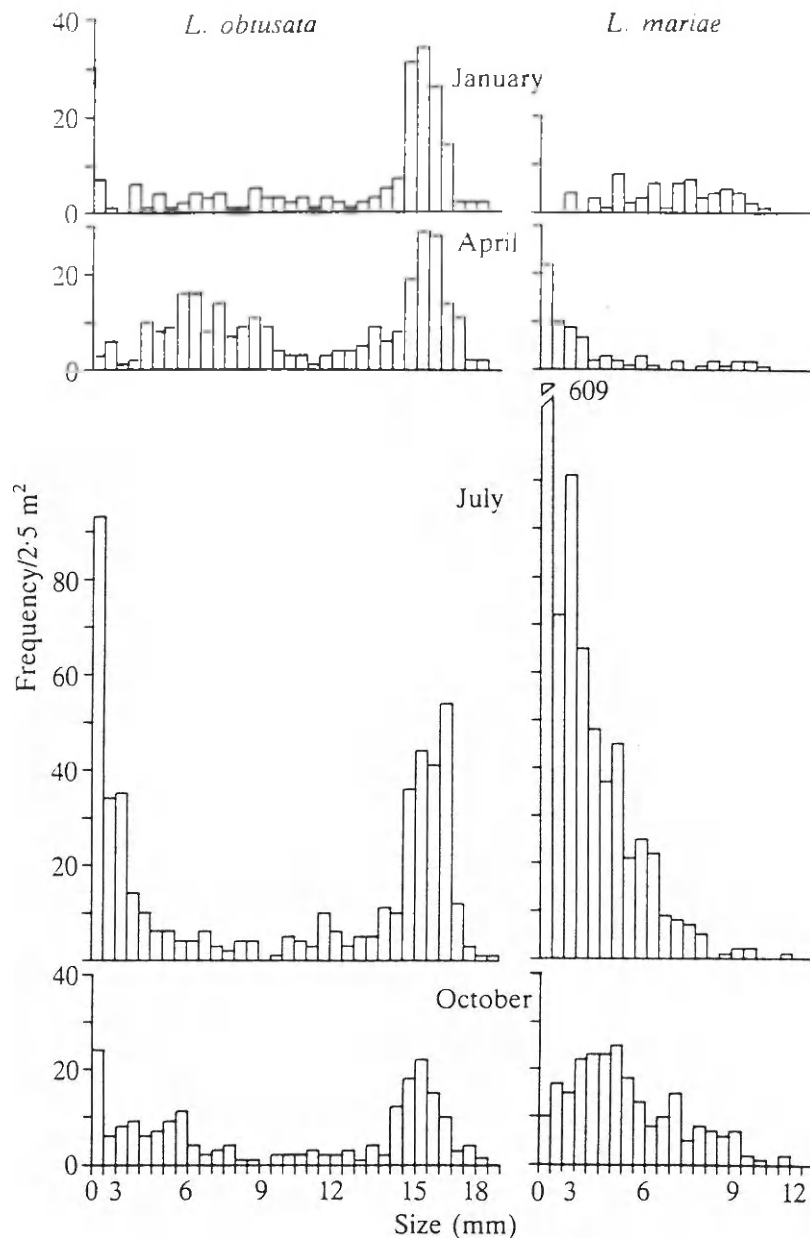 L. obtusata
L. mariae
40
20
0
January
20
0
April
609
July
Frequency/2·5 m²
80
60
40
20
October
40
20
0
0 3 6 9 12 15 18
0 3 6 9 12
Size (mm)